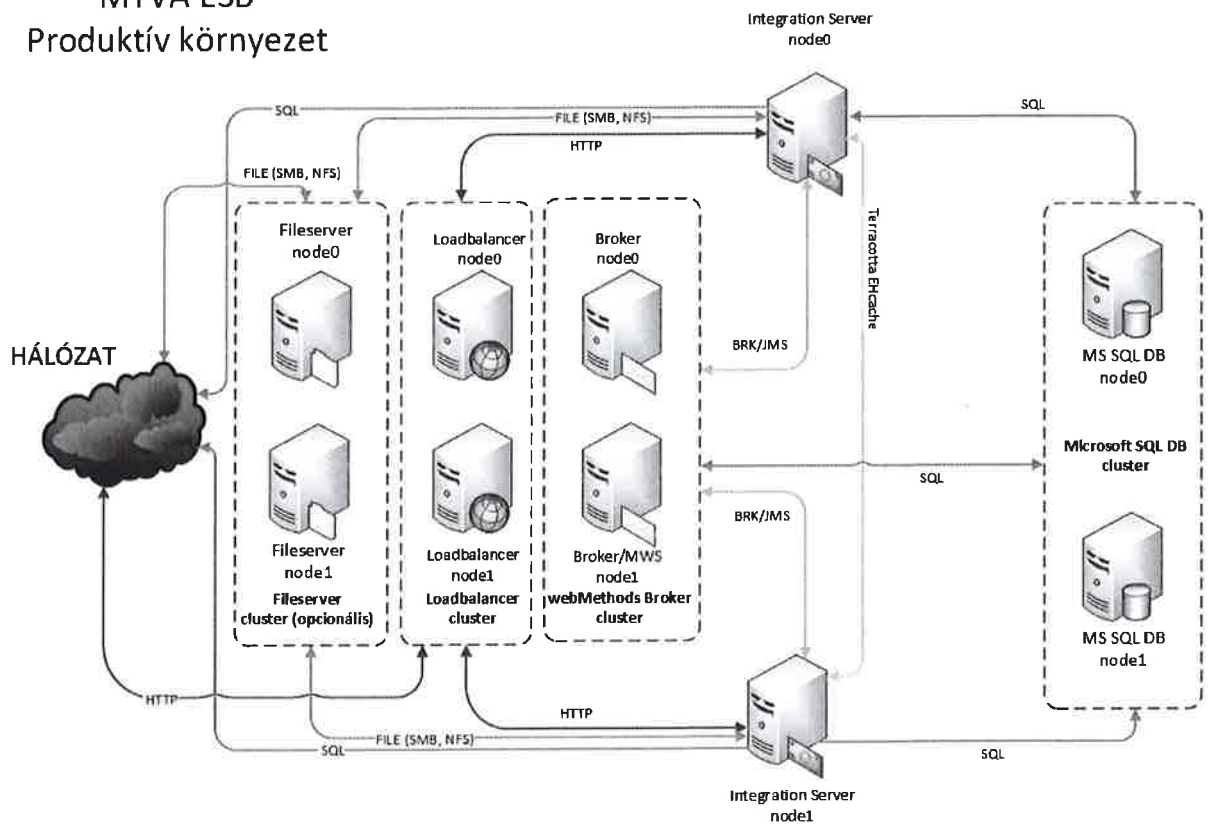 MTVA ESB
Produktív környezet
Integration Server
node0
SQL
FILE (SMB, NFS)
HTTP
SQL
FILE (SMB, NFS)
Fileserver
node0
Loadbalancer
node0
Broker
node0
Terracotta EHcache
HÁLÓZAT
BRK/JMS
MS SQL DB
node0
Microsoft SQL DB
cluster
SQL
BRK/JMS
Fileserver
node1
Fileserver
cluster (opcionális)
Loadbalancer
node1
Loadbalancer
cluster
Broker/MWS
node1
webMethods Broker
cluster
MS SQL DB
node1
HTTP
HTTP
FILE (SMB, NFS)
SQL
SQL
Integration Server
node1